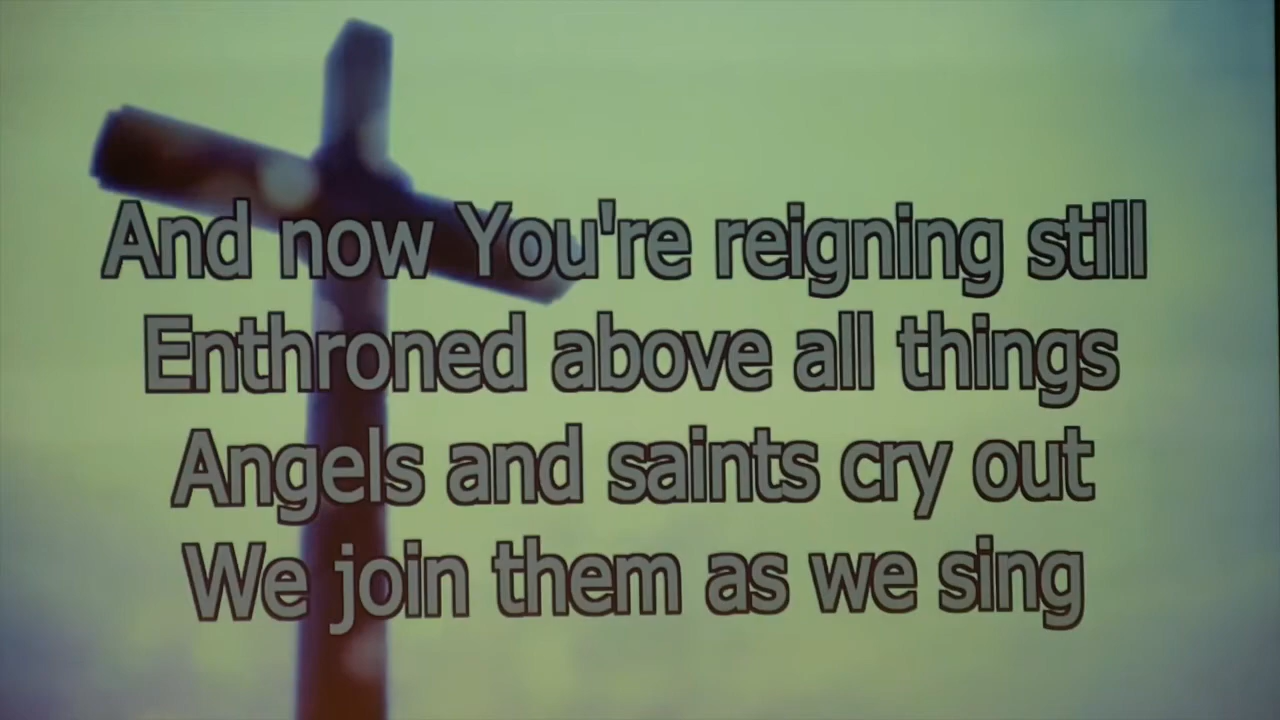 And now You're reigning still
Enthroned above all things
Angels and saints cry out
We join them as we sing